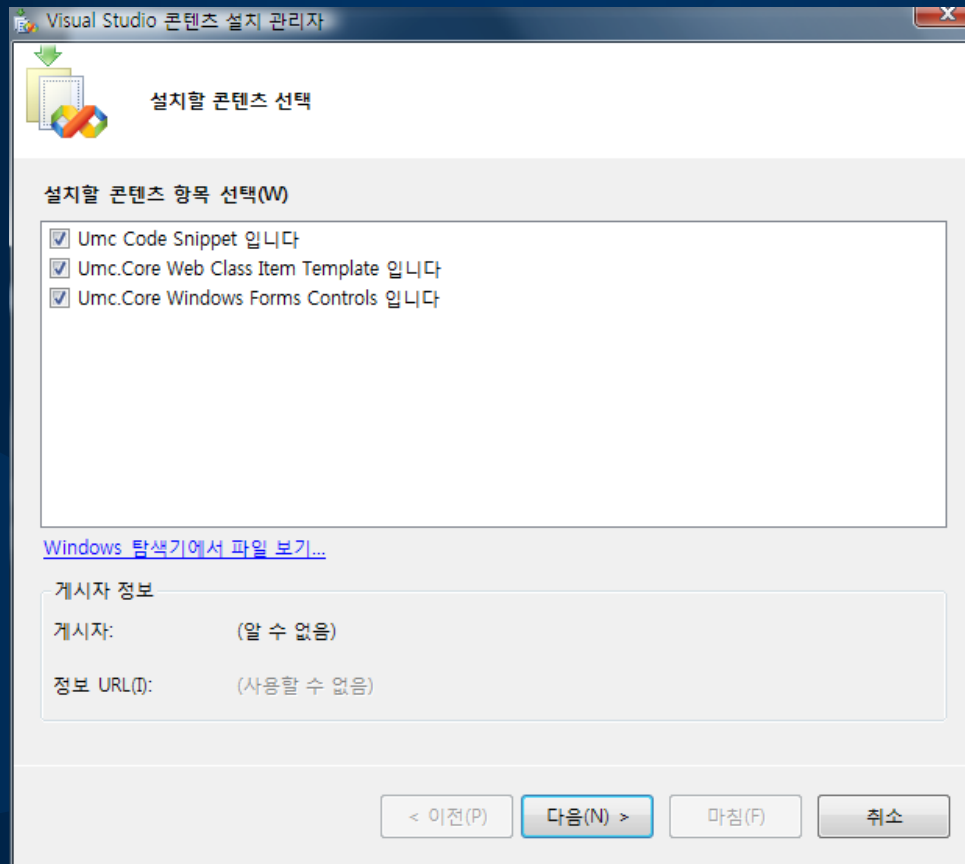 Visual Studio 콘텐츠 설치 관리자
설치할 콘텐츠 선택
설치할 콘텐츠 항목 선택(W)
Umc Code Snippet 입니다
Umc.Core Web Class Item Template 입니다
Umc.Core Windows Forms Controls 입니다
Windows 탐색기에서 파일 보기...
게시자 정보
게시자: (알 수 없음)
정보 URL(I): (사용할 수 없음)
< 이전(P) 다음(N) > 마침(F) 취소